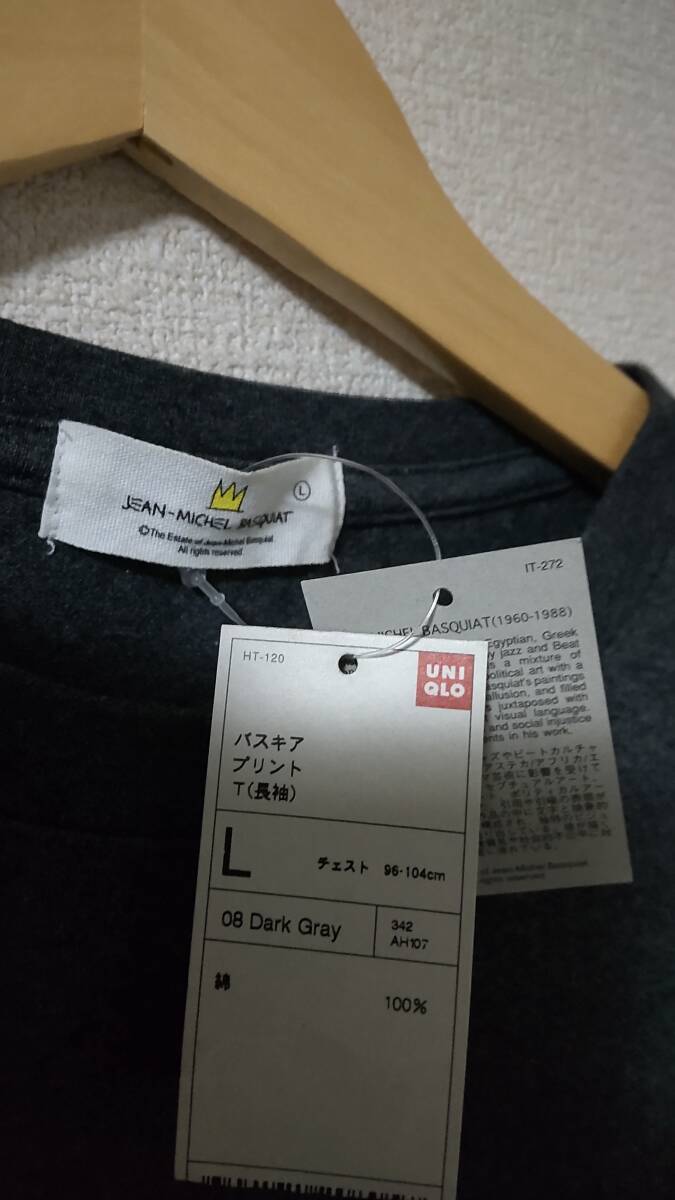 JEAN-MICHEL BASQUIAT
L
©The Estate of Jean-Michel Basquiat
All rights reserved
IT-272
BASQUIAT(1960-1988)
Egyptian, Greek
jazz and Beat
a mixture of
political art with a
paintings
allusion, and filled
juxtaposed with
visual language.
and social injustice
in his work.
HT-120
UNI
QLO
バスキア
プリント
T(長袖)
L
チェスト 96-104cm
08 Dark Gray
342
AH107
綿
100%